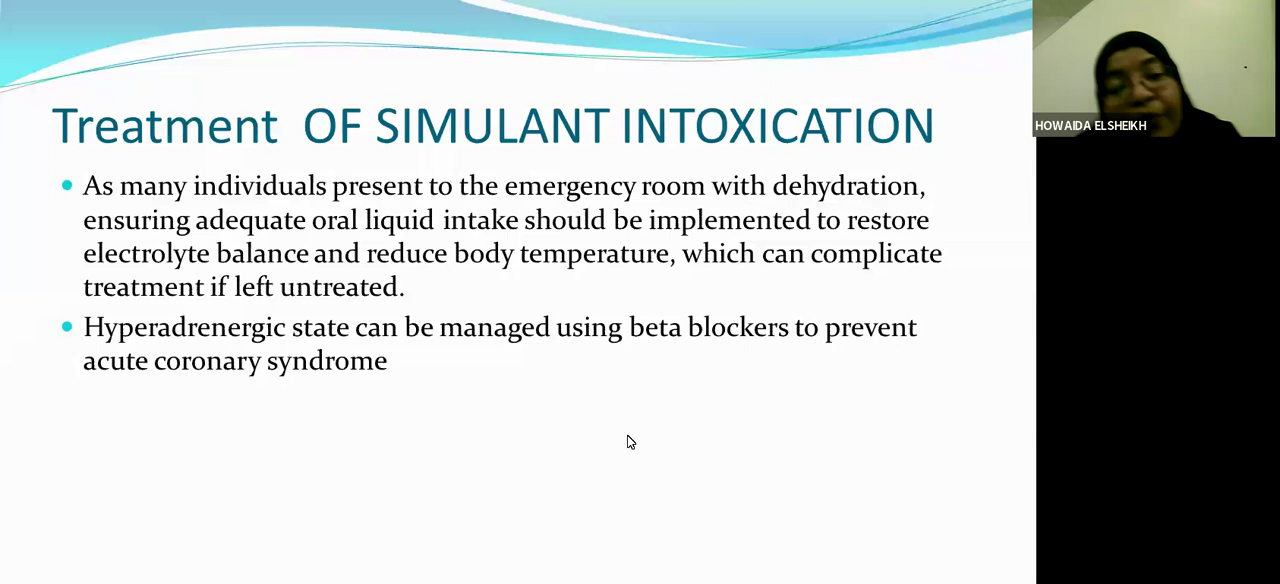 Treatment OF SIMULANT INTOXICATION
As many individuals present to the emergency room with dehydration,
ensuring adequate oral liquid intake should be implemented to restore
electrolyte balance and reduce body temperature, which can complicate
treatment if left untreated.
Hyperadrenergic state can be managed using beta blockers to prevent
acute coronary syndrome
HOWAIDA ELSHEIKH